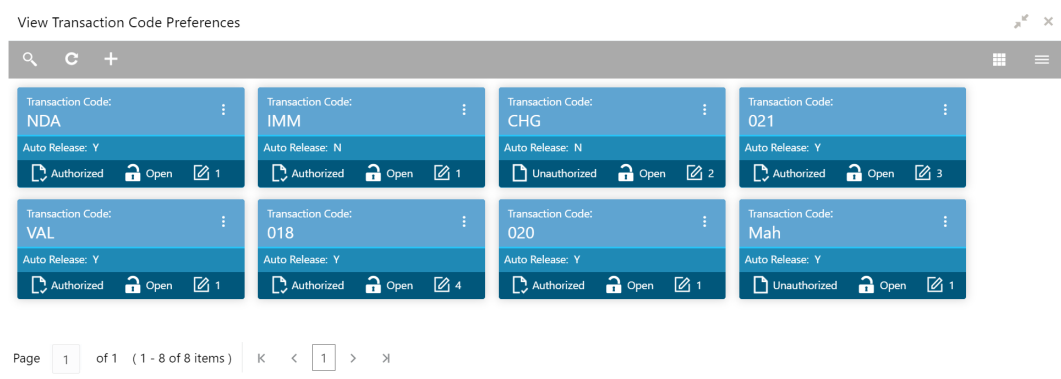 View Transaction Code Preferences
Transaction Code: Transaction Code: Transaction Code: Transaction Code:
NDA IMM CHG 021
Auto Release: Y Auto Release: N Auto Release: N Auto Release: Y
Authorized Open 1 Authorized Open 1 Unauthorized Open 2 Authorized Open 3
Transaction Code: Transaction Code: Transaction Code: Transaction Code:
VAL 018 020 Mah
Auto Release: Y Auto Release: Y Auto Release: Y Auto Release: Y
Authorized Open 1 Authorized Open 4 Authorized Open 1 Unauthorized Open 1
Page 1 of 1 ( 1 - 8 of 8 items ) 1